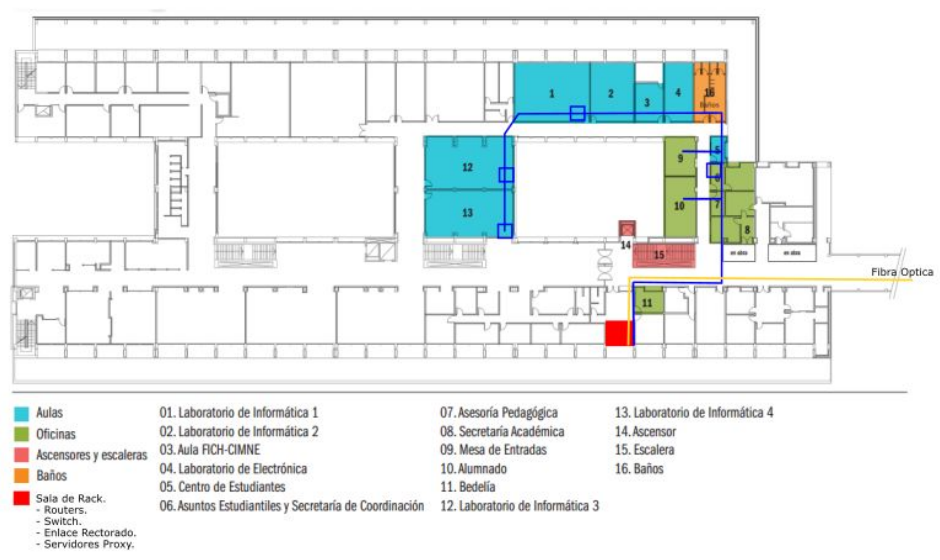 1
2
3
4
16
Baños
5
9
6
12
7
10
13
8
14
15
en obra
en obra
Fibra Optica
11
Aulas
Oficinas
Ascensores y escaleras
Baños
Sala de Rack.
- Routers.
- Switch.
- Enlace Rectorado.
- Servidores Proxy.
01. Laboratorio de Informática 1
02. Laboratorio de Informática 2
03. Aula FICH-CIMNE
04. Laboratorio de Electrónica
05. Centro de Estudiantes
06. Asuntos Estudiantiles y Secretaría de Coordinación
07. Asesoría Pedagógica
08. Secretaría Académica
09. Mesa de Entradas
10. Alumnado
11. Bedelía
12. Laboratorio de Informática 3
13. Laboratorio de Informática 4
14. Ascensor
15. Escalera
16. Baños